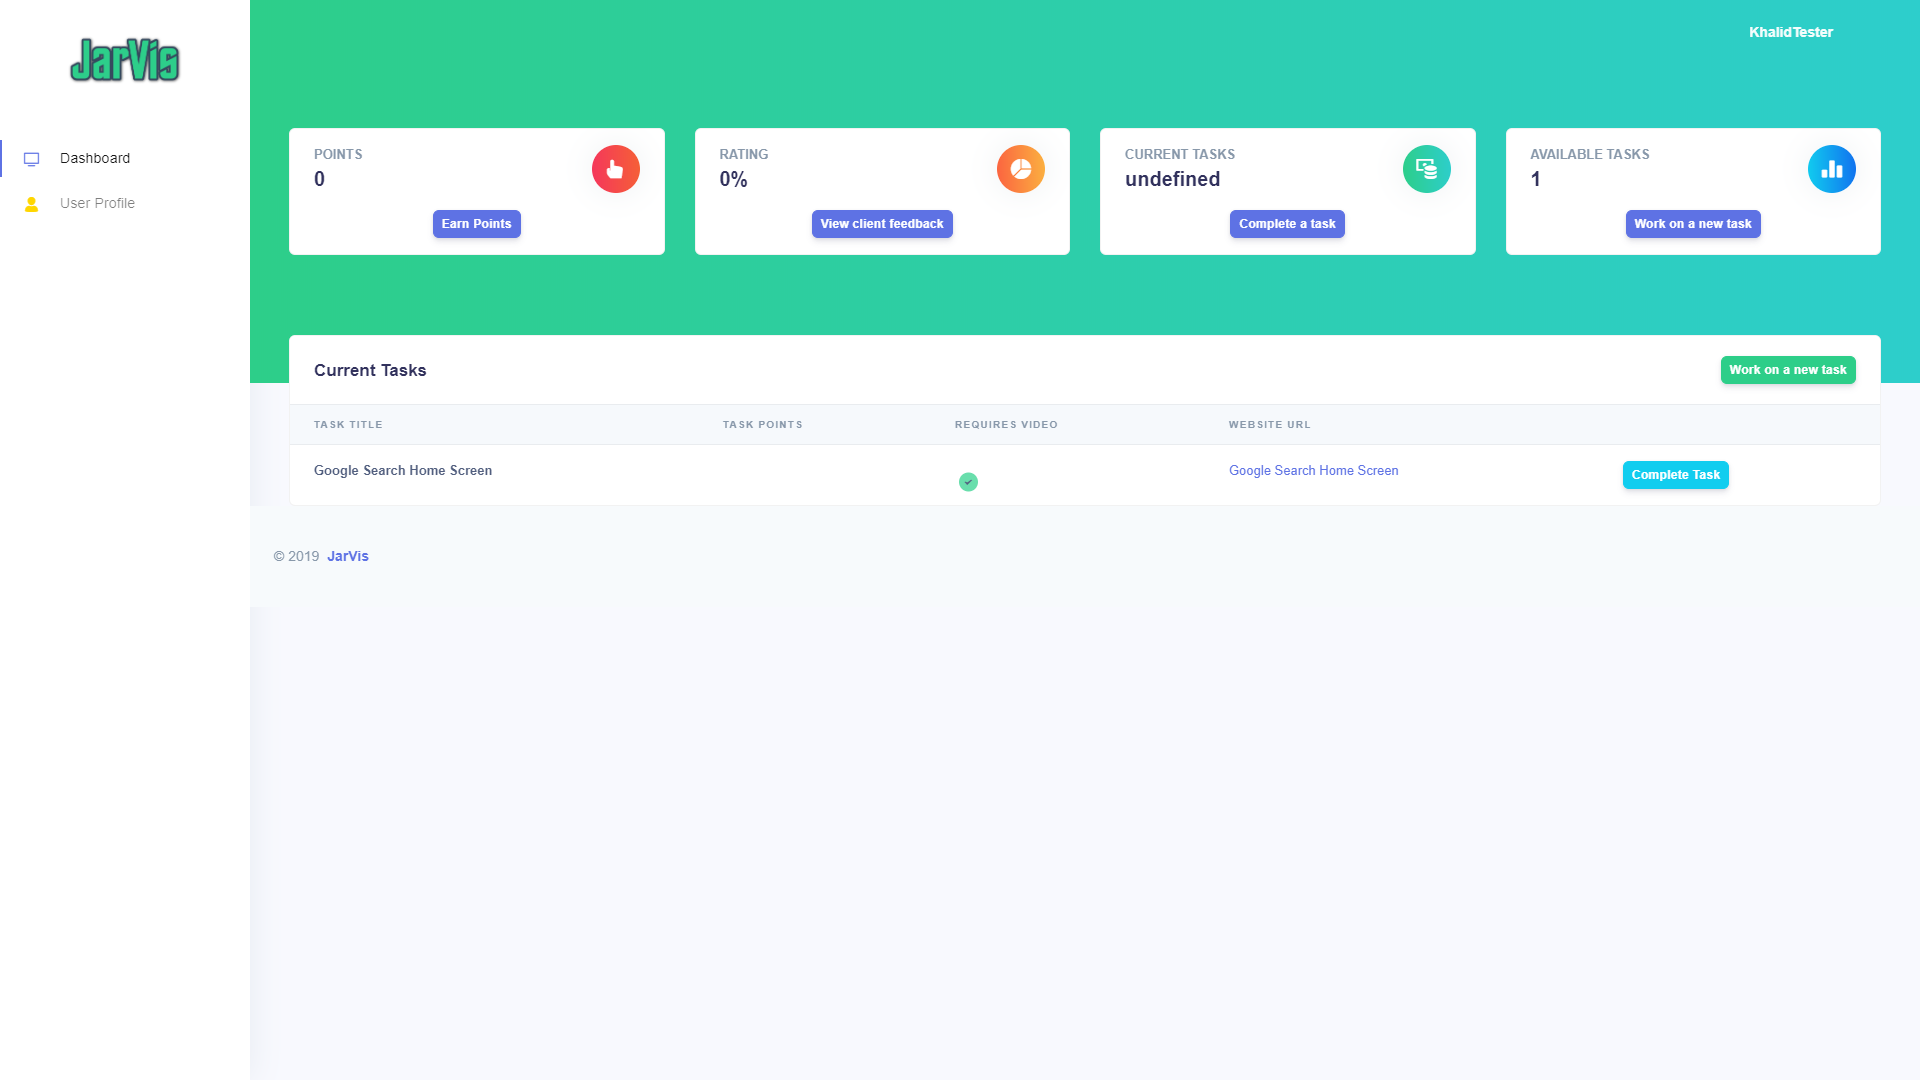 JarVis
KhalidTester
Dashboard
User Profile
POINTS
0
Earn Points
RATING
0%
View client feedback
CURRENT TASKS
undefined
Complete a task
AVAILABLE TASKS
1
Work on a new task
Current Tasks
Work on a new task
TASK TITLE TASK POINTS REQUIRES VIDEO WEBSITE URL
Google Search Home Screen Google Search Home Screen Complete Task
© 2019 JarVis